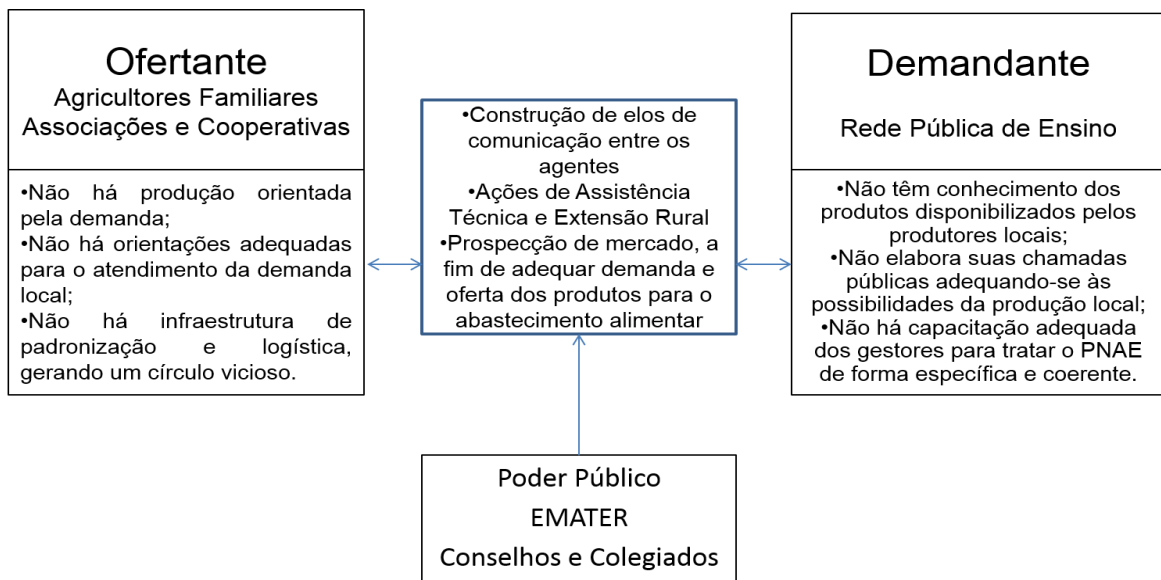 Ofertante
Agricultores Familiares
Associações e Cooperativas
•Não há produção orientada
pela demanda;
•Não há orientações adequadas
para o atendimento da demanda
local;
•Não há infraestrutura de
padronização e logística,
gerando um círculo vicioso.
•Construção de elos de
comunicação entre os
agentes
•Ações de Assistência
Técnica e Extensão Rural
•Prospecção de mercado, a
fim de adequar demanda e
oferta dos produtos para o
abastecimento alimentar
Demandante
Rede Pública de Ensino
•Não têm conhecimento dos
produtos disponibilizados pelos
produtores locais;
•Não elabora suas chamadas
públicas adequando-se às
possibilidades da produção local;
•Não há capacitação adequada
dos gestores para tratar o PNAE
de forma específica e coerente.
Poder Público
EMATER
Conselhos e Colegiados